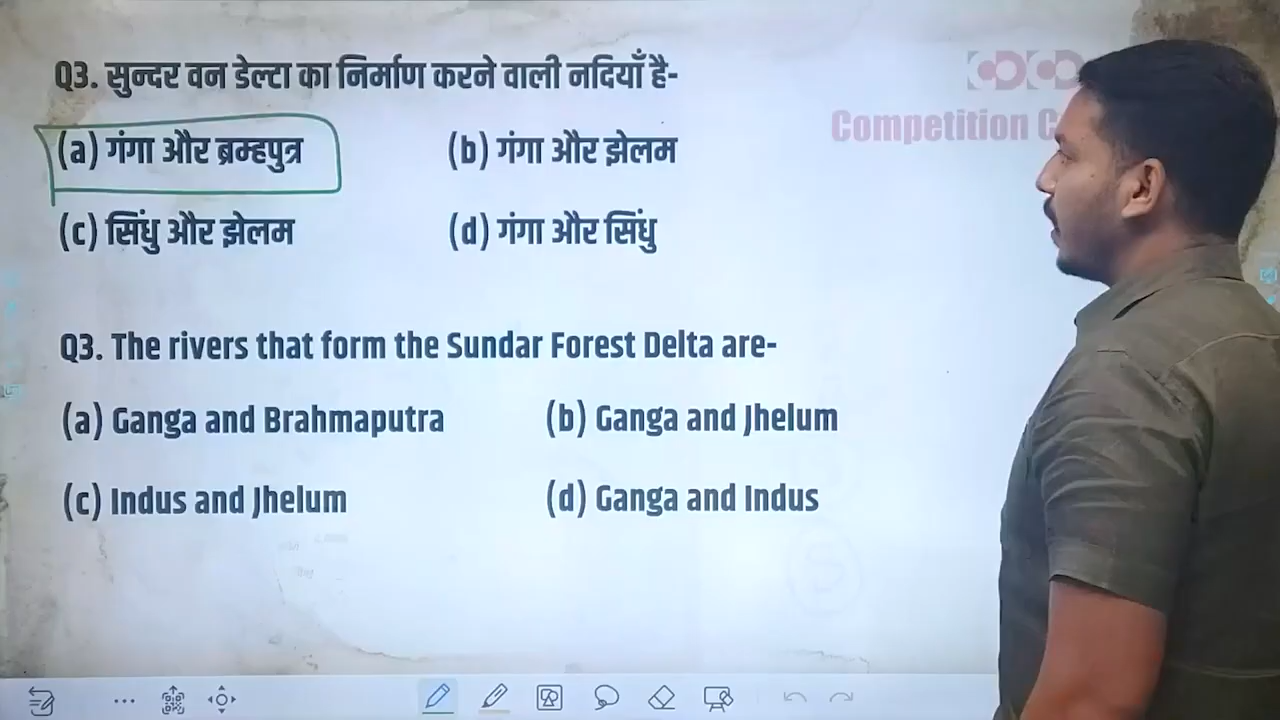 Q3. सुन्दर वन डेल्टा का निर्माण करने वाली नदियाँ है-
Competition
(a) गंगा और ब्रम्हपुत्र (b) गंगा और झेलम
(c) सिंधु और झेलम (d) गंगा और सिंधु
Q3. The rivers that form the Sundar Forest Delta are-
(a) Ganga and Brahmaputra (b) Ganga and Jhelum
(c) Indus and Jhelum (d) Ganga and Indus